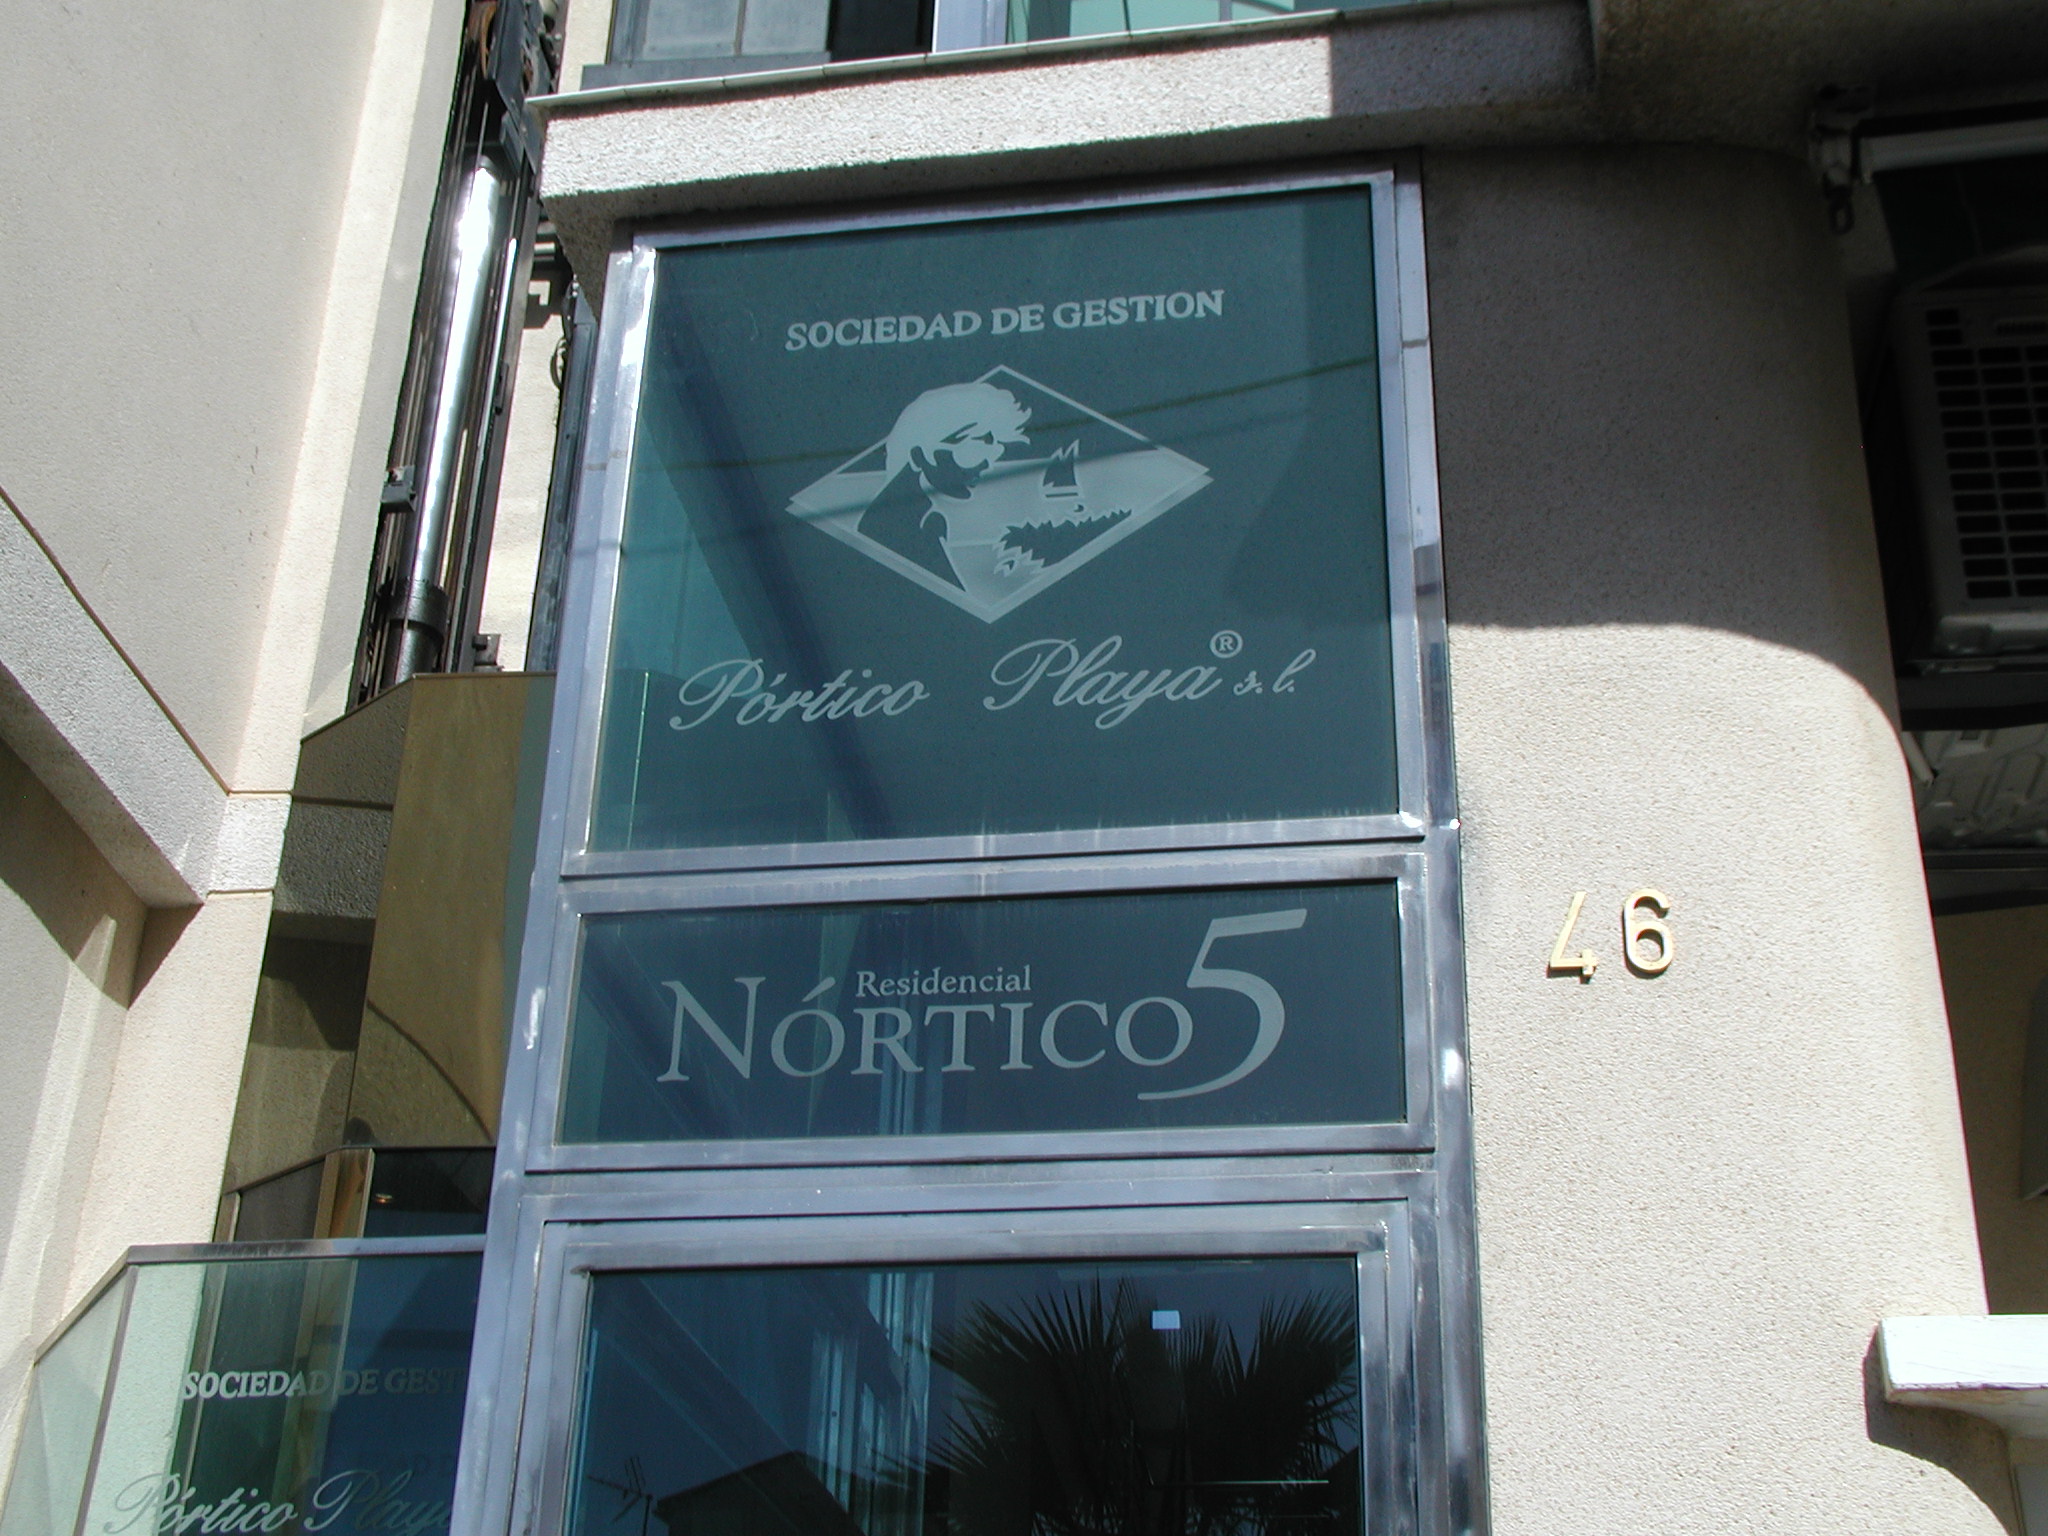 SOCIEDAD DE GESTION
Pórtico Playa® s.l.
Residencial
NÓRTICO 5
46
SOCIEDAD DE GEST
Pórtico Playa